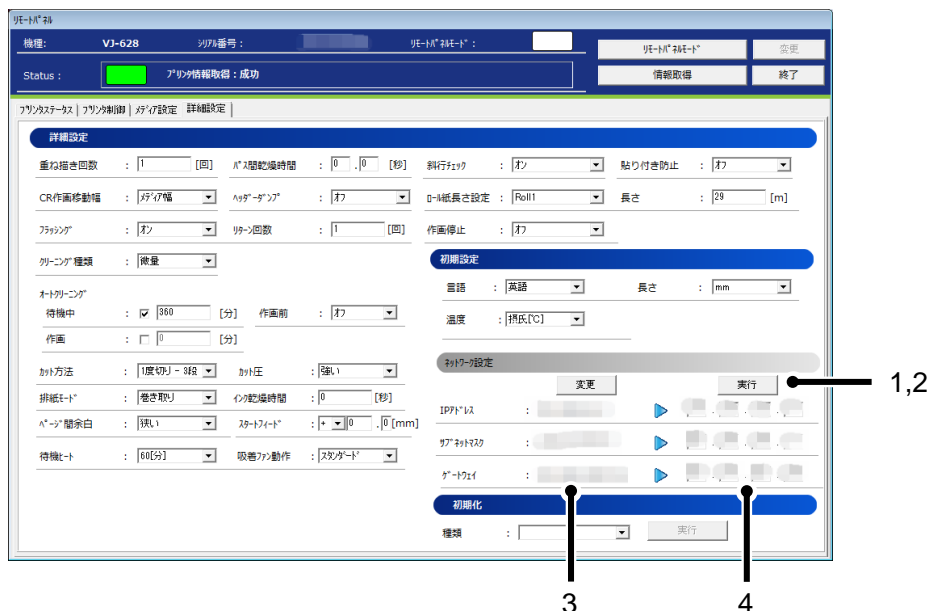 リモートパネル
機種: VJ-628 シリアル番号: リモートパネルモード: リモートパネルモード 変更
Status : プリンタ情報取得:成功 情報取得 終了
プリンタステータス プリンタ制御 メディア設定 詳細設定
詳細設定
重ね描き回数 : 1 [回] パス間乾燥時間 : 0 . 0 [秒] 斜行チェック : オン 貼り付き防止 : オフ
CR作画移動幅 : メディア幅 ヘッダーダンプ : オフ ロール紙長さ設定 : Roll1 長さ : 29 [m]
フラッシング : オン リターン回数 : 1 [回] 作画停止 : オフ
クリーニング種類 : 微量
初期設定
言語 : 英語 長さ : mm
温度 : 摂氏[℃]
オートクリーニング
待機中 : 360 [分] 作画前 : オフ
作画 : 0 [分]
カット方法 : 1度切り - 3段 カット圧 : 強い
排紙モード : 巻き取り インク乾燥時間 : 0 [秒]
ページ間余白 : 狭い スタートフィード : + 0 . 0 [mm]
待機ヒート : 60[分] 吸着ファン動作 : スタンダード
ネットワーク設定
変更 実行
IPアドレス :
サブネットマスク :
ゲートウェイ :
初期化
種類 : 実行
1,2
3 4